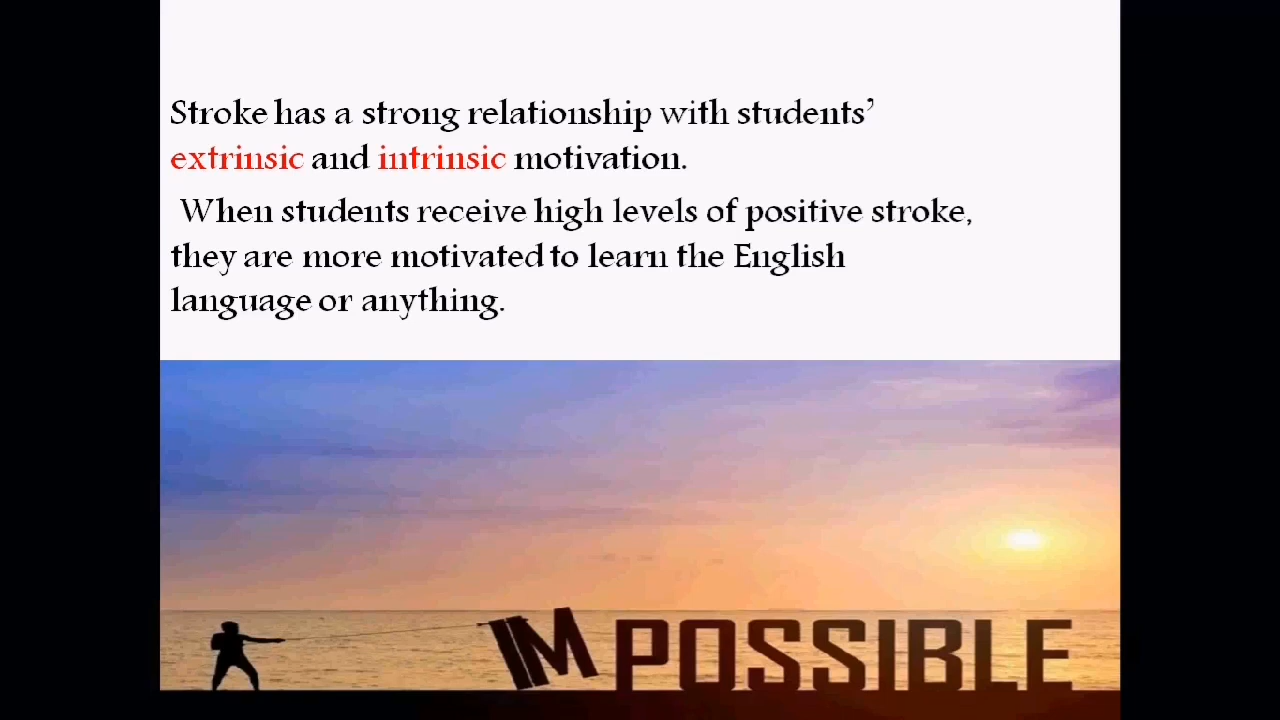 Stroke has a strong relationship with students’
extrinsic and intrinsic motivation.
When students receive high levels of positive stroke,
they are more motivated to learn the English
language or anything.
IMPOSSIBLE